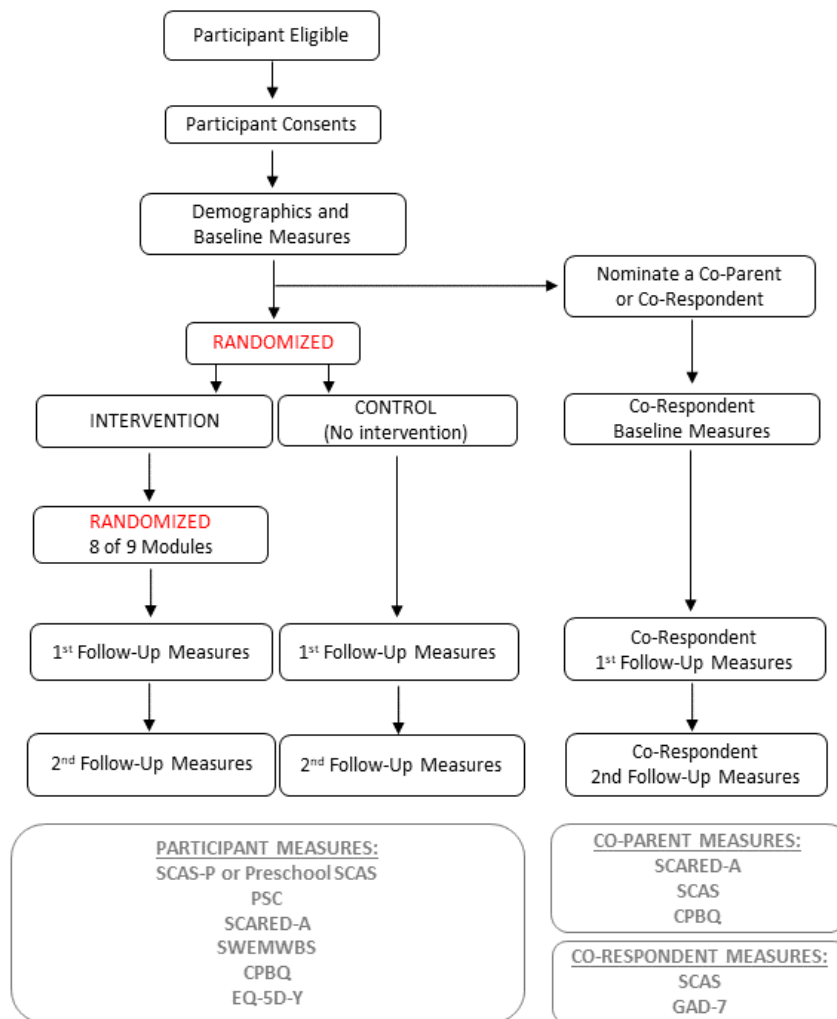 Participant Eligible
Participant Consents
Demographics and
Baseline Measures
Nominate a Co-Parent
or Co-Respondent
RANDOMIZED
INTERVENTION
CONTROL
(No intervention)
Co-Respondent
Baseline Measures
RANDOMIZED
8 of 9 Modules
1st Follow-Up Measures
1st Follow-Up Measures
Co-Respondent
1st Follow-Up Measures
2nd Follow-Up Measures
2nd Follow-Up Measures
Co-Respondent
2nd Follow-Up Measures
PARTICIPANT MEASURES:
SCAS-P or Preschool SCAS
PSC
SCARED-A
SWEMWBS
CPBQ
EQ-5D-Y
CO-PARENT MEASURES:
SCARED-A
SCAS
CPBQ
CO-RESPONDENT MEASURES:
SCAS
GAD-7